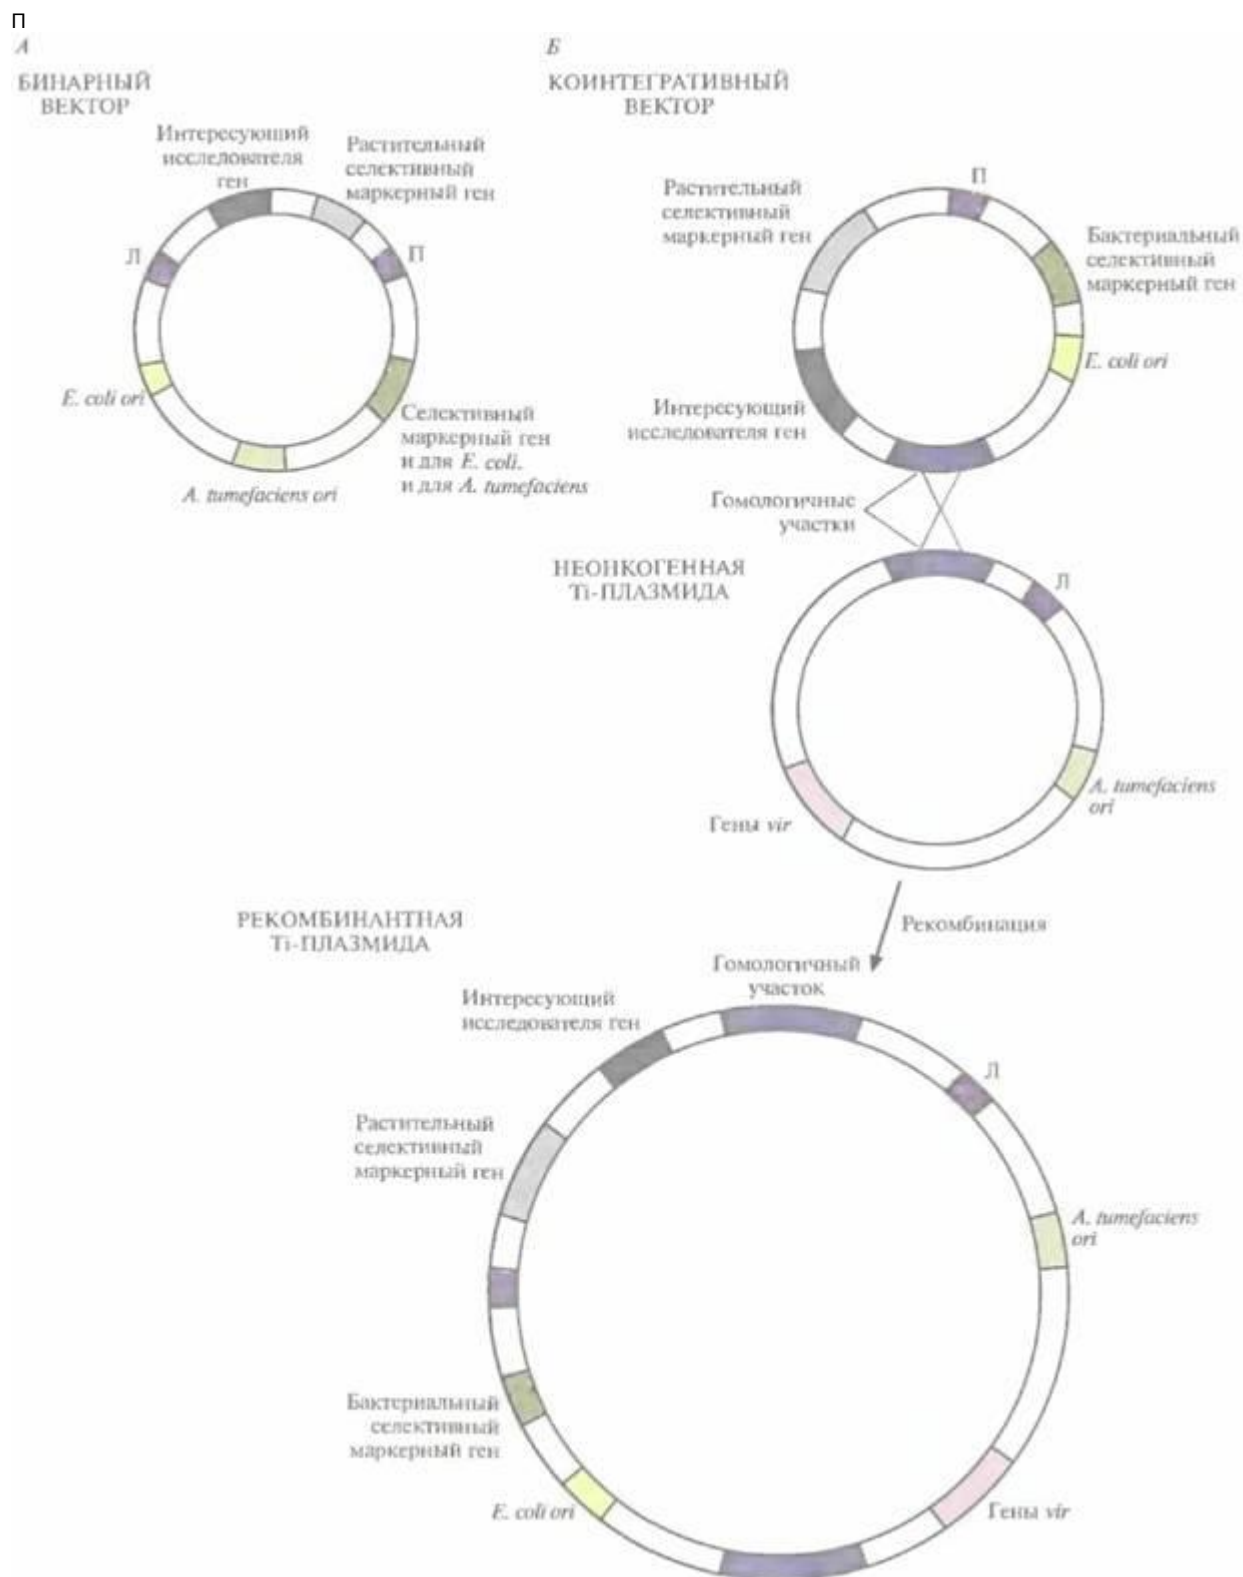 П
А
БИНАРНЫЙ
ВЕКТОР
Интересующий
исследователя
ген
Растительный
селективный
маркерный ген
Л
П
E. coli ori
A. tumefaciens ori
Селективный
маркерный ген
и для E. coli.
и для A. tumefaciens
Б
КОИНТЕГРАТИВНЫЙ
ВЕКТОР
П
Растительный
селективный
маркерный ген
Бактериальный
селективный
маркерный ген
E. coli ori
Интересующий
исследователя ген
Гомологичные
участки
НЕОНКОГЕННАЯ
Ti-ПЛАЗМИДА
Л
A. tumefaciens
ori
Гены vir
Рекомбинация
РЕКОМБИНАНТНАЯ
Ti-ПЛАЗМИДА
Гомологичный
участок
Интересующий
исследователя ген
Л
Растительный
селективный
маркерный ген
A. tumefaciens
ori
Бактериальный
селективный
маркерный ген
E. coli ori
Гены vir